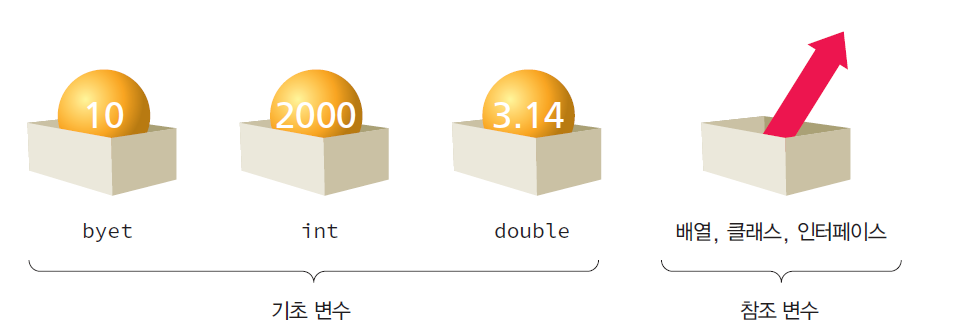 10 2000 3.14
byet int double 배열, 클래스, 인터페이스
기초 변수 참조 변수